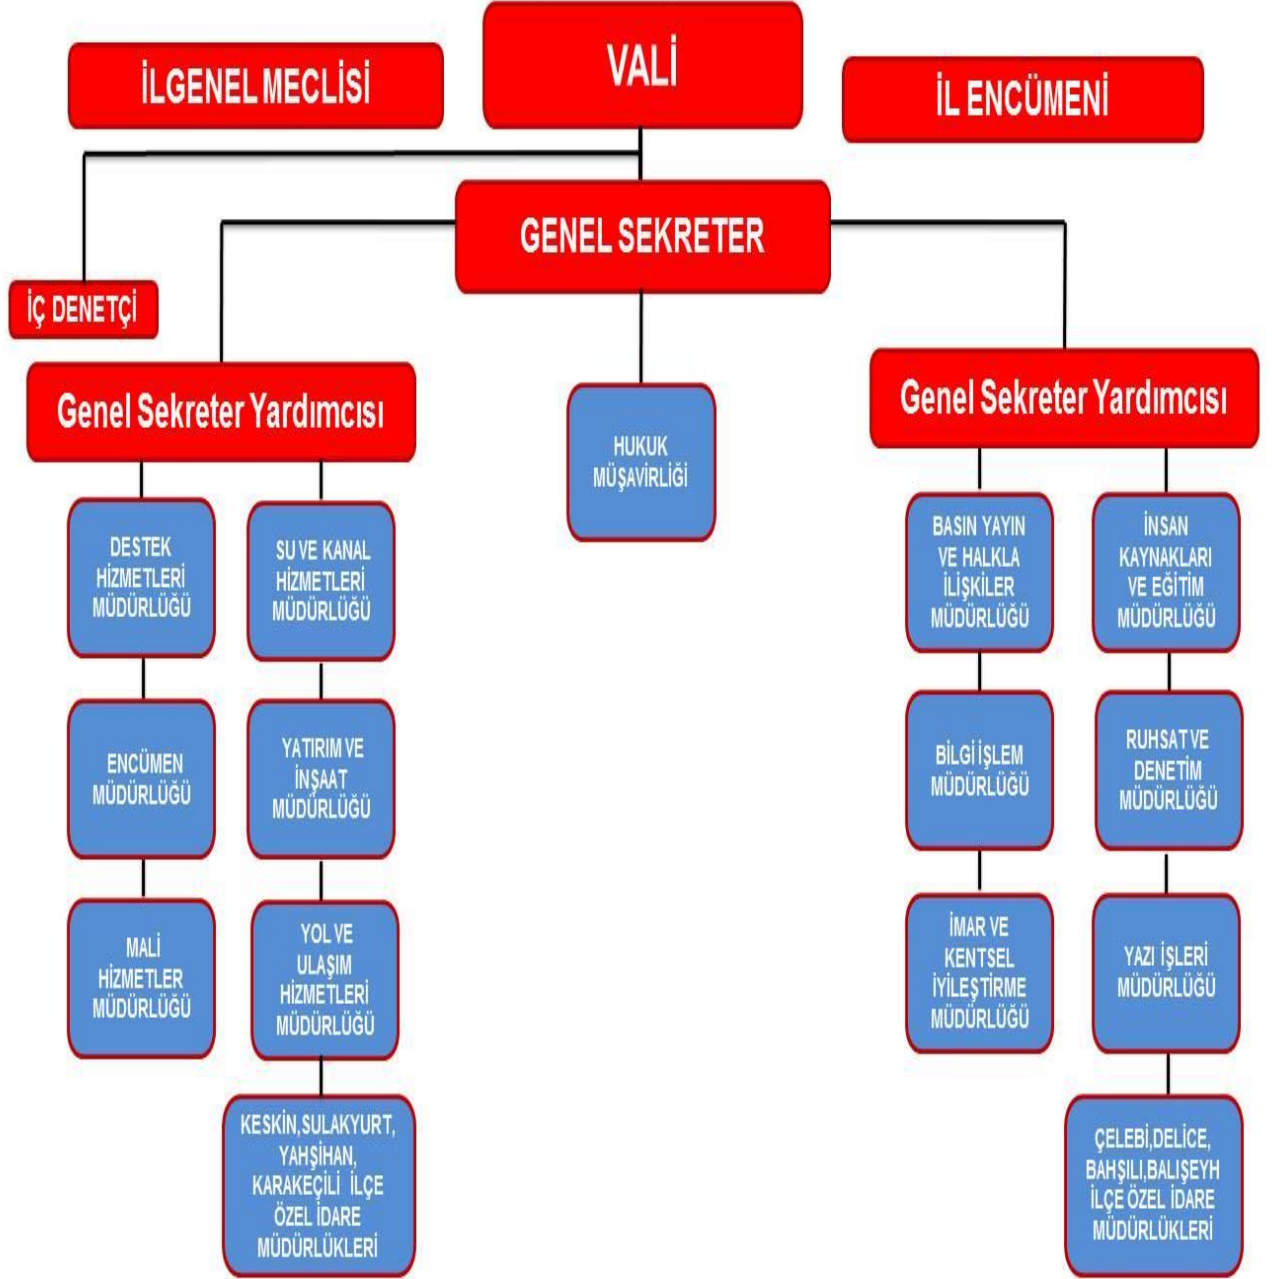 İLGENEL MECLİSİ
VALİ
İL ENCÜMENİ
GENEL SEKRETER
İÇ DENETÇİ
Genel Sekreter Yardımcısı
HUKUK
MÜŞAVİRLİĞİ
Genel Sekreter Yardımcısı
DESTEK
HİZMETLERİ
MÜDÜRLÜĞÜ
SU VE KANAL
HİZMETLERİ
MÜDÜRLÜĞÜ
BASIN YAYIN
VE HALKLA
İLİŞKİLER
MÜDÜRLÜĞÜ
İNSAN
KAYNAKLARI
VE EĞİTİM
MÜDÜRLÜĞÜ
ENCÜMEN
MÜDÜRLÜĞÜ
YATIRIM VE
İNŞAAT
MÜDÜRLÜĞÜ
BİLGİ İŞLEM
MÜDÜRLÜĞÜ
RUHSAT VE
DENETİM
MÜDÜRLÜĞÜ
MALİ
HİZMETLER
MÜDÜRLÜĞÜ
YOL VE
ULAŞIM
HİZMETLERİ
MÜDÜRLÜĞÜ
İMAR VE
KENTSEL
İYİLEŞTİRME
MÜDÜRLÜĞÜ
YAZI İŞLERİ
MÜDÜRLÜĞÜ
KESKİN,SULAKYURT,
YAHŞİHAN,
KARAKEÇİLİ İLÇE
ÖZEL İDARE
MÜDÜRLÜKLERİ
ÇELEBİ,DELİCE,
BAHŞILI,BALIŞEYH
İLÇE ÖZEL İDARE
MÜDÜRLÜKLERİ